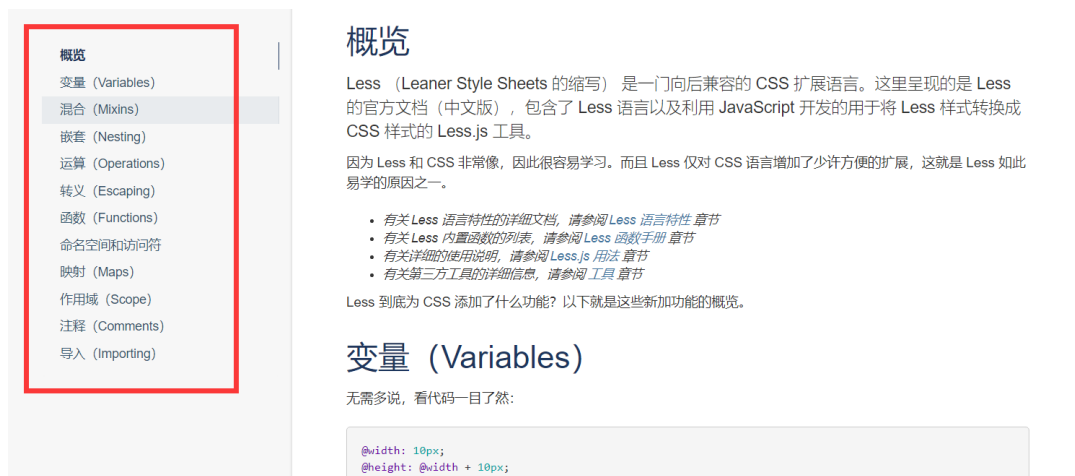 概览
变量（Variables）
混合（Mixins）
嵌套（Nesting）
运算（Operations）
转义（Escaping）
函数（Functions）
命名空间和访问符
映射（Maps）
作用域（Scope）
注释（Comments）
导入（Importing）
概览
Less （Leaner Style Sheets 的缩写） 是一门向后兼容的 CSS 扩展语言。这里呈现的是 Less
的官方文档（中文版），包含了 Less 语言以及利用 JavaScript 开发的用于将 Less 样式转换成
CSS 样式的 Less.js 工具。
因为 Less 和 CSS 非常像，因此很容易学习。而且 Less 仅对 CSS 语言增加了少许方便的扩展，这就是 Less 如此
易学的原因之一。
• 有关 Less 语言特性的详细文档，请参阅 Less 语言特性 章节
• 有关 Less 内置函数的列表，请参阅 Less 函数手册 章节
• 有关详细的使用说明，请参阅 Less.js 用法 章节
• 有关第三方工具的详细信息，请参阅 工具 章节
Less 到底为 CSS 添加了什么功能？以下就是这些新加功能的概览。
变量（Variables）
无需多说，看代码一目了然：
@width: 10px;
@height: @width + 10px;